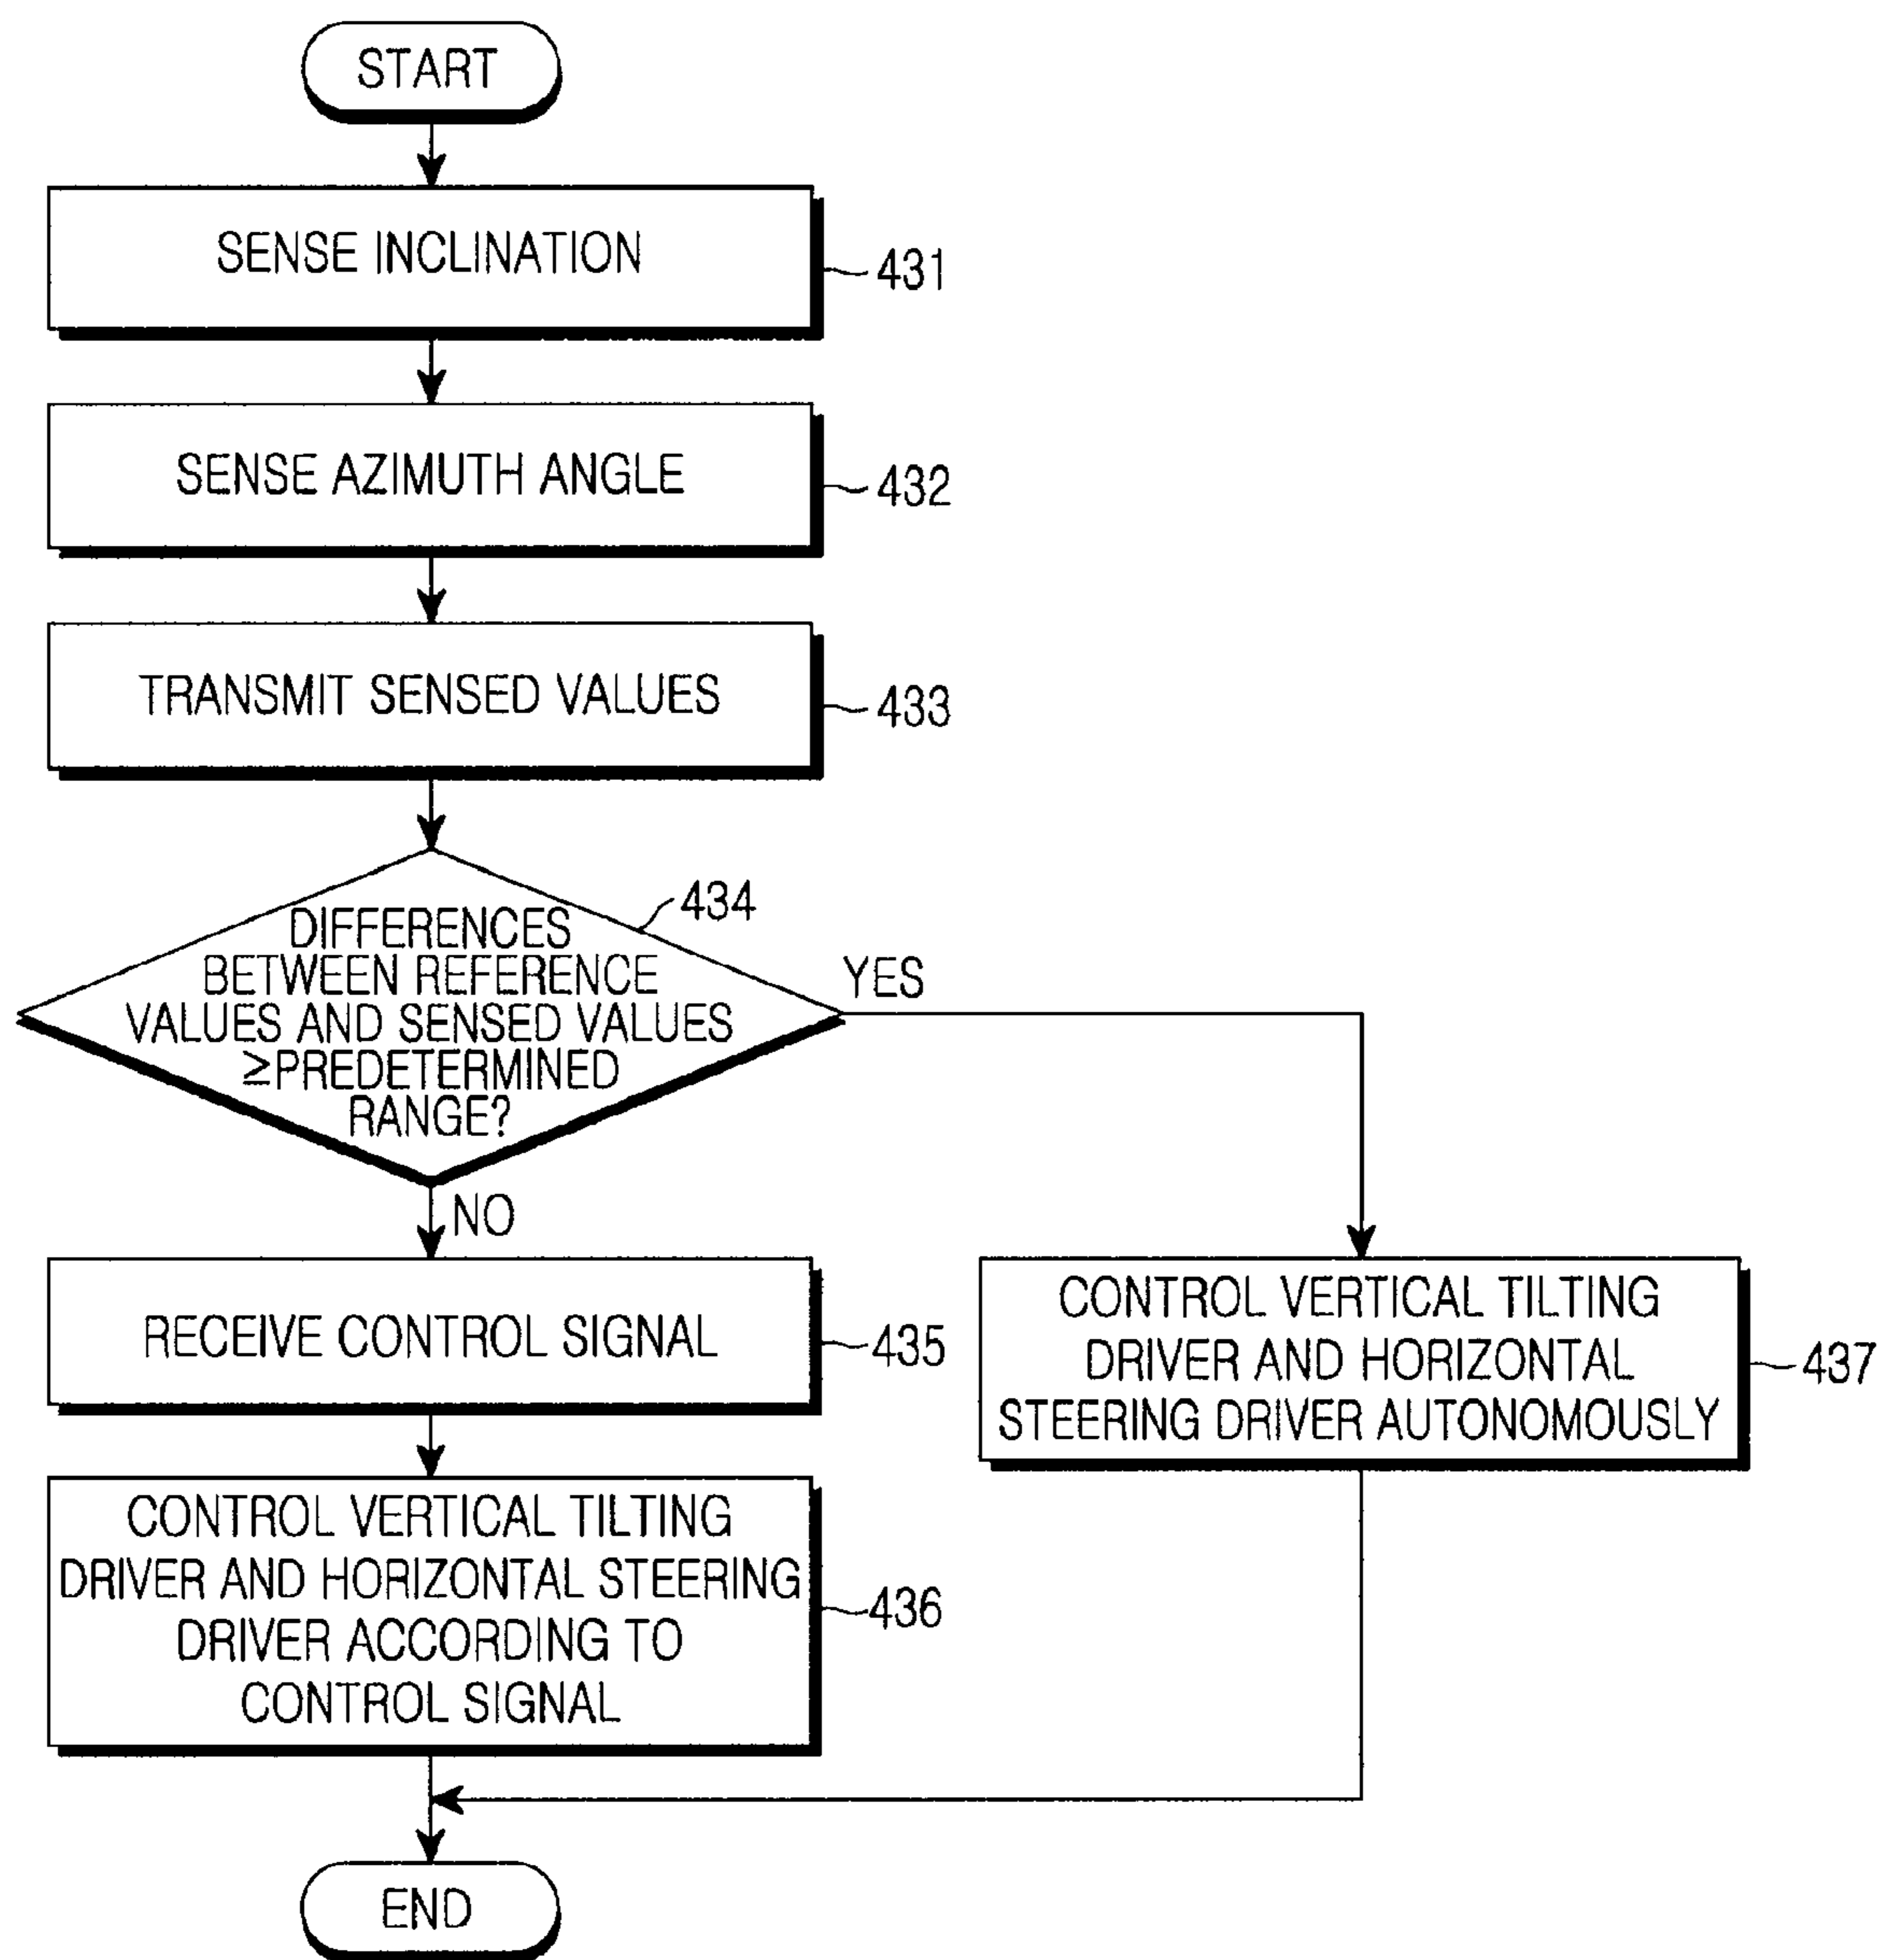 START
SENSE INCLINATION
431
SENSE AZIMUTH ANGLE
432
TRANSMIT SENSED VALUES
433
434
DIFFERENCES
BETWEEN REFERENCE
VALUES AND SENSED VALUES
≥PREDETERMINED
RANGE?
YES
NO
RECEIVE CONTROL SIGNAL
435
CONTROL VERTICAL TILTING
DRIVER AND HORIZONTAL
STEERING DRIVER AUTONOMOUSLY
437
CONTROL VERTICAL TILTING
DRIVER AND HORIZONTAL STEERING
DRIVER ACCORDING TO
CONTROL SIGNAL
436
END